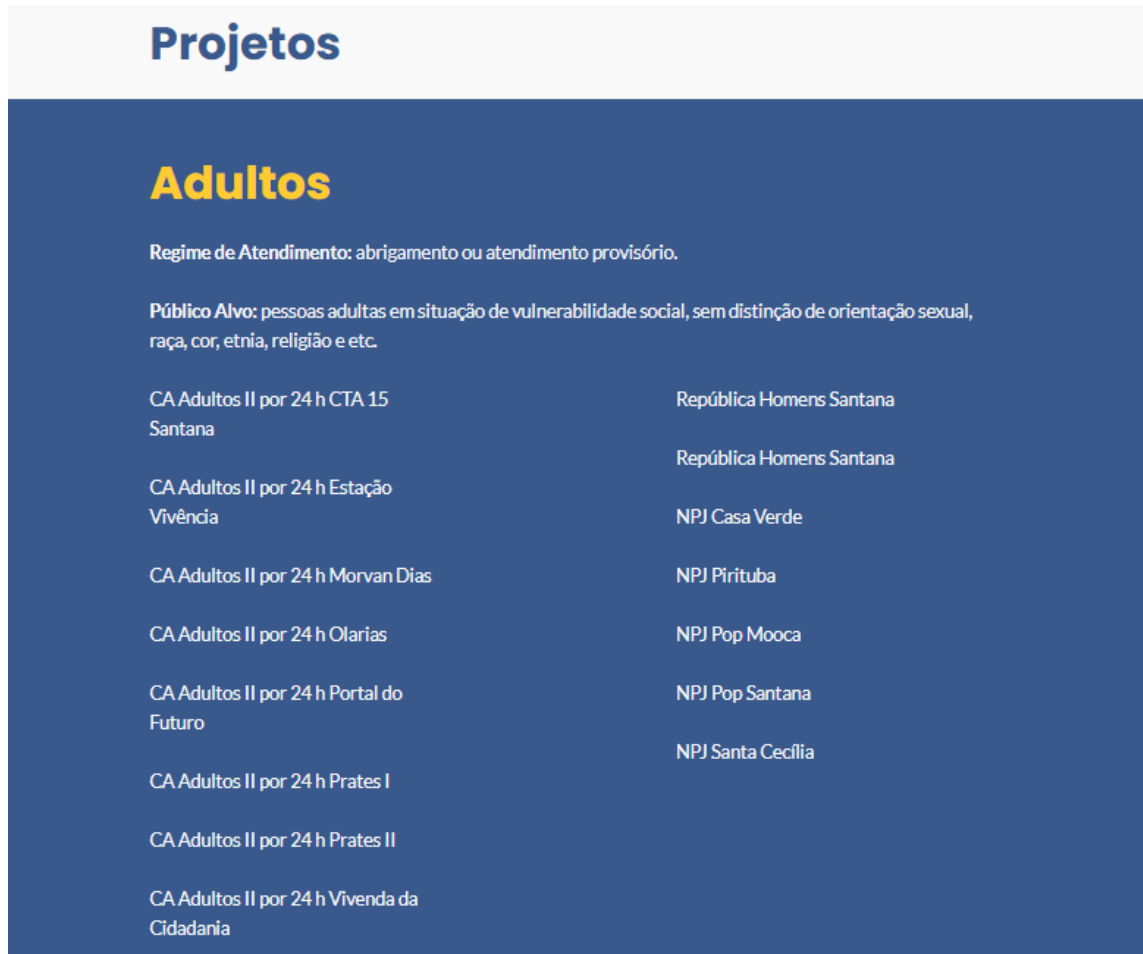 Projetos
Adultos
Regime de Atendimento: abrigamento ou atendimento provisório.
Público Alvo: pessoas adultas em situação de vulnerabilidade social, sem distinção de orientação sexual,
raça, cor, etnia, religião e etc.
CA Adultos II por 24 h CTA 15
Santana
CA Adultos II por 24 h Estação
Vivência
CA Adultos II por 24 h Morvan Dias
CA Adultos II por 24 h Olarias
CA Adultos II por 24 h Portal do
Futuro
CA Adultos II por 24 h Prates I
CA Adultos II por 24 h Prates II
CA Adultos II por 24 h Vivenda da
Cidadania
República Homens Santana
República Homens Santana
NPJ Casa Verde
NPJ Pirituba
NPJ Pop Mooca
NPJ Pop Santana
NPJ Santa Cecília